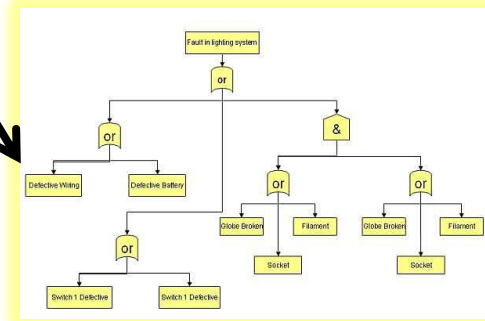 Fault in lighting system
or
or
&
Defective Wiring
Defective Battery
or
or
Globe Broken
Filament
Globe Broken
Filament
Socket
Socket
or
Switch 1 Defective
Switch 1 Defective